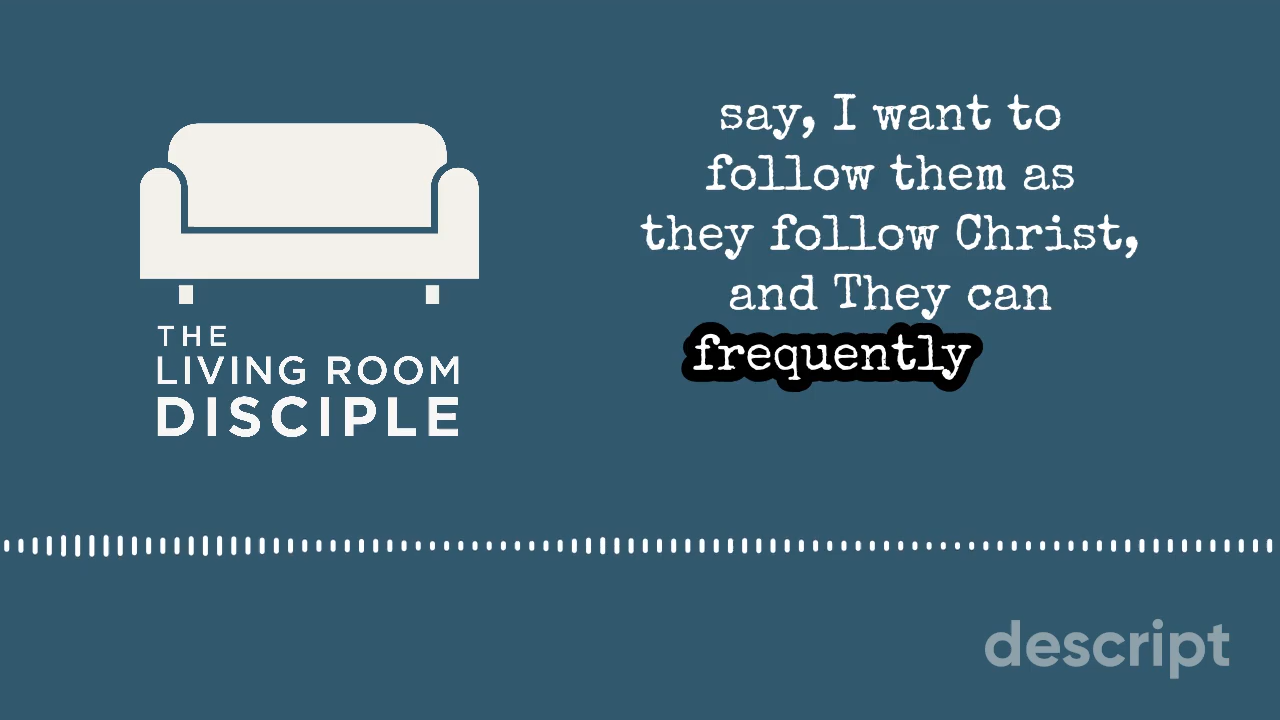 THE
LIVING ROOM
DISCIPLE
say, I want to
follow them as
they follow Christ,
and They can
frequently
descript